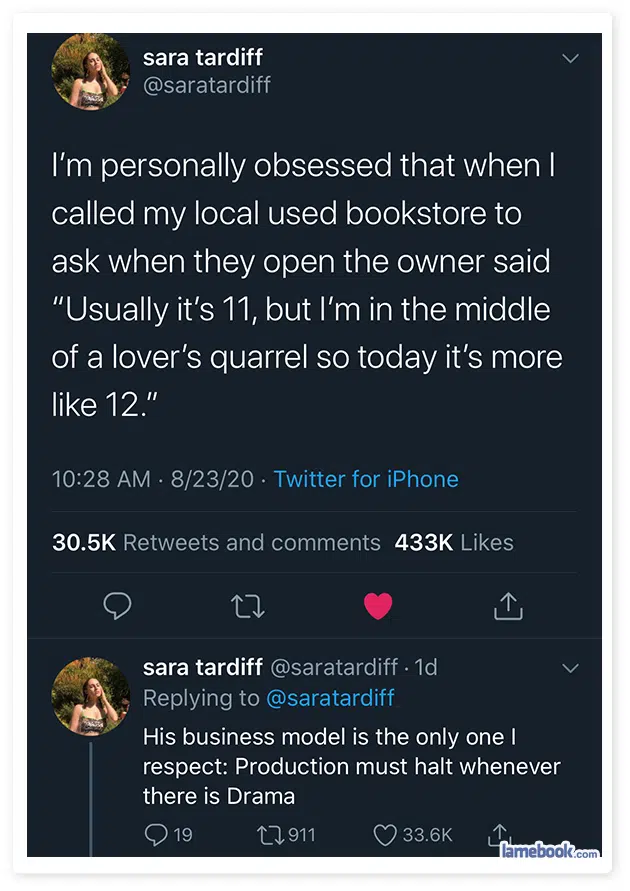 sara tardiff
@saratardiff
I’m personally obsessed that when I
called my local used bookstore to
ask when they open the owner said
“Usually it’s 11, but I’m in the middle
of a lover’s quarrel so today it’s more
like 12.”
10:28 AM · 8/23/20 · Twitter for iPhone
30.5K Retweets and comments 433K Likes
sara tardiff @saratardiff · 1d
Replying to @saratardiff
His business model is the only one I
respect: Production must halt whenever
there is Drama
19 911 33.6K
lamebook.com